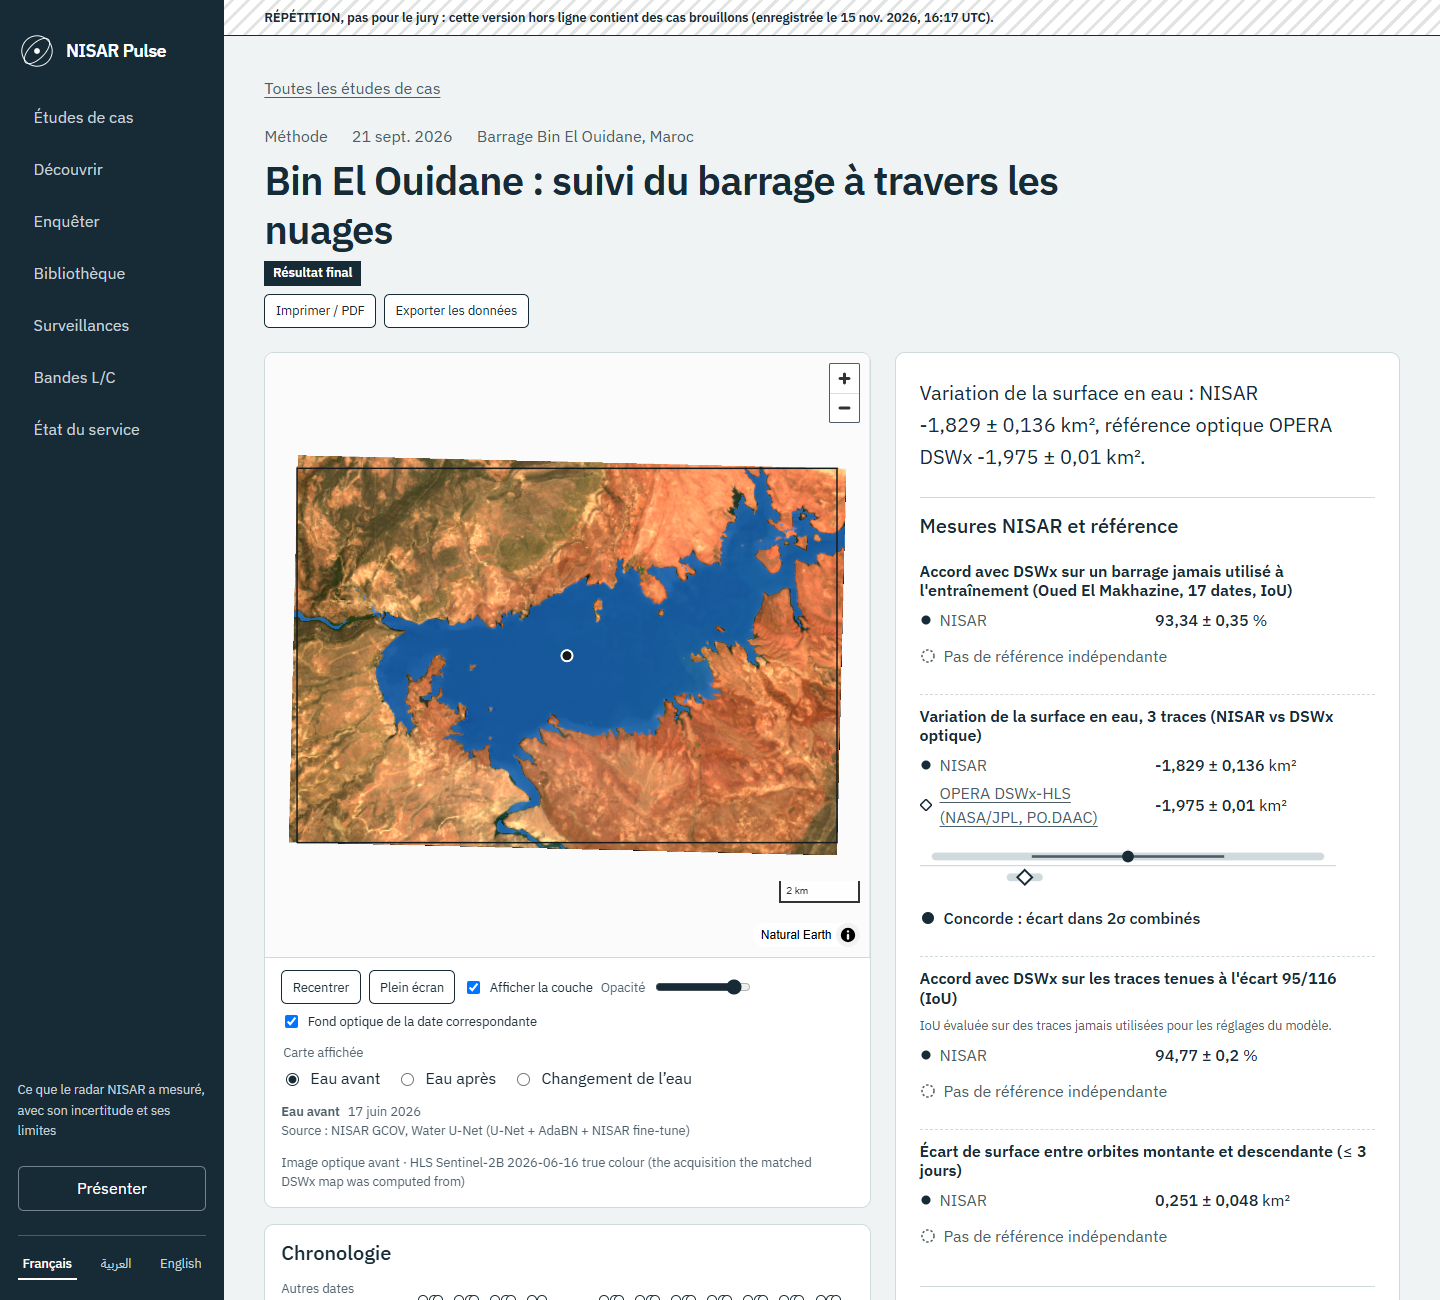 RÉPÉTITION, pas pour le jury : cette version hors ligne contient des cas brouillons (enregistrée le 15 nov. 2026, 16:17 UTC).
NISAR Pulse
Études de cas
Découvrir
Enquêter
Bibliothèque
Surveillances
Bandes L/C
État du service
Ce que le radar NISAR a mesuré,
avec son incertitude et ses
limites
Présenter
Français العربية English
Toutes les études de cas
Méthode 21 sept. 2026 Barrage Bin El Ouidane, Maroc
Bin El Ouidane : suivi du barrage à travers les
nuages
Résultat final
Imprimer / PDF Exporter les données
+
−
2 km
Natural Earth
Recentrer Plein écran Afficher la couche Opacité
Fond optique de la date correspondante
Carte affichée
Eau avant Eau après Changement de l’eau
Eau avant 17 juin 2026
Source : NISAR GCOV, Water U-Net (U-Net + AdaBN + NISAR fine-tune)
Image optique avant · HLS Sentinel-2B 2026-06-16 true colour (the acquisition the matched
DSWx map was computed from)
Chronologie
Autres dates
Variation de la surface en eau : NISAR
-1,829 ± 0,136 km², référence optique OPERA
DSWx -1,975 ± 0,01 km².
Mesures NISAR et référence
Accord avec DSWx sur un barrage jamais utilisé à
l'entraînement (Oued El Makhazine, 17 dates, IoU)
NISAR 93,34 ± 0,35 %
Pas de référence indépendante
Variation de la surface en eau, 3 traces (NISAR vs DSWx
optique)
NISAR -1,829 ± 0,136 km²
OPERA DSWx-HLS
(NASA/JPL, PO.DAAC) -1,975 ± 0,01 km²
Concorde : écart dans 2σ combinés
Accord avec DSWx sur les traces tenues à l'écart 95/116
(IoU)
IoU évaluée sur des traces jamais utilisées pour les réglages du modèle.
NISAR 94,77 ± 0,2 %
Pas de référence indépendante
Écart de surface entre orbites montante et descendante (≤ 3
jours)
NISAR 0,251 ± 0,048 km²
Pas de référence indépendante